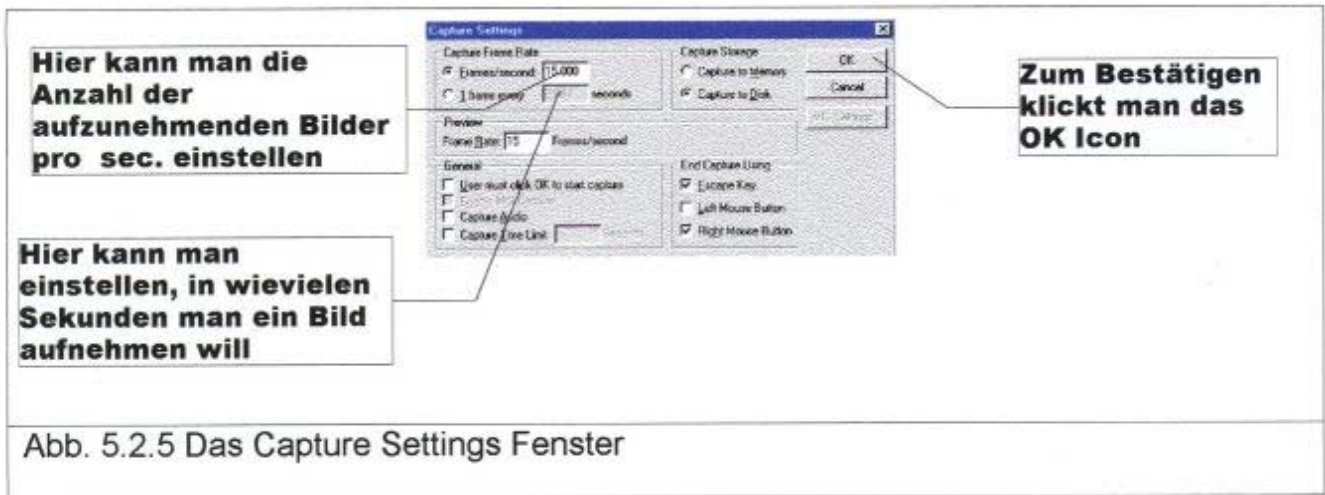 Capture Settings
Hier kann man die
Anzahl der
aufzunehmenden Bilder
pro sec. einstellen
Capture Frame Rate
Frames/second: 15.000
1 frame every seconds
Preview
Frame Rate: 15 Frames/second
General
User must click OK to start capture
Capture Audio
Capture Time Limit:
Capture Storage
Capture to Memory
Capture to Disk
End Capture Using
Escape Key
Left Mouse Button
Right Mouse Button
OK
Cancel
Zum Bestätigen
klickt man das
OK Icon
Hier kann man
einstellen, in wievielen
Sekunden man ein Bild
aufnehmen will
Abb. 5.2.5 Das Capture Settings Fenster